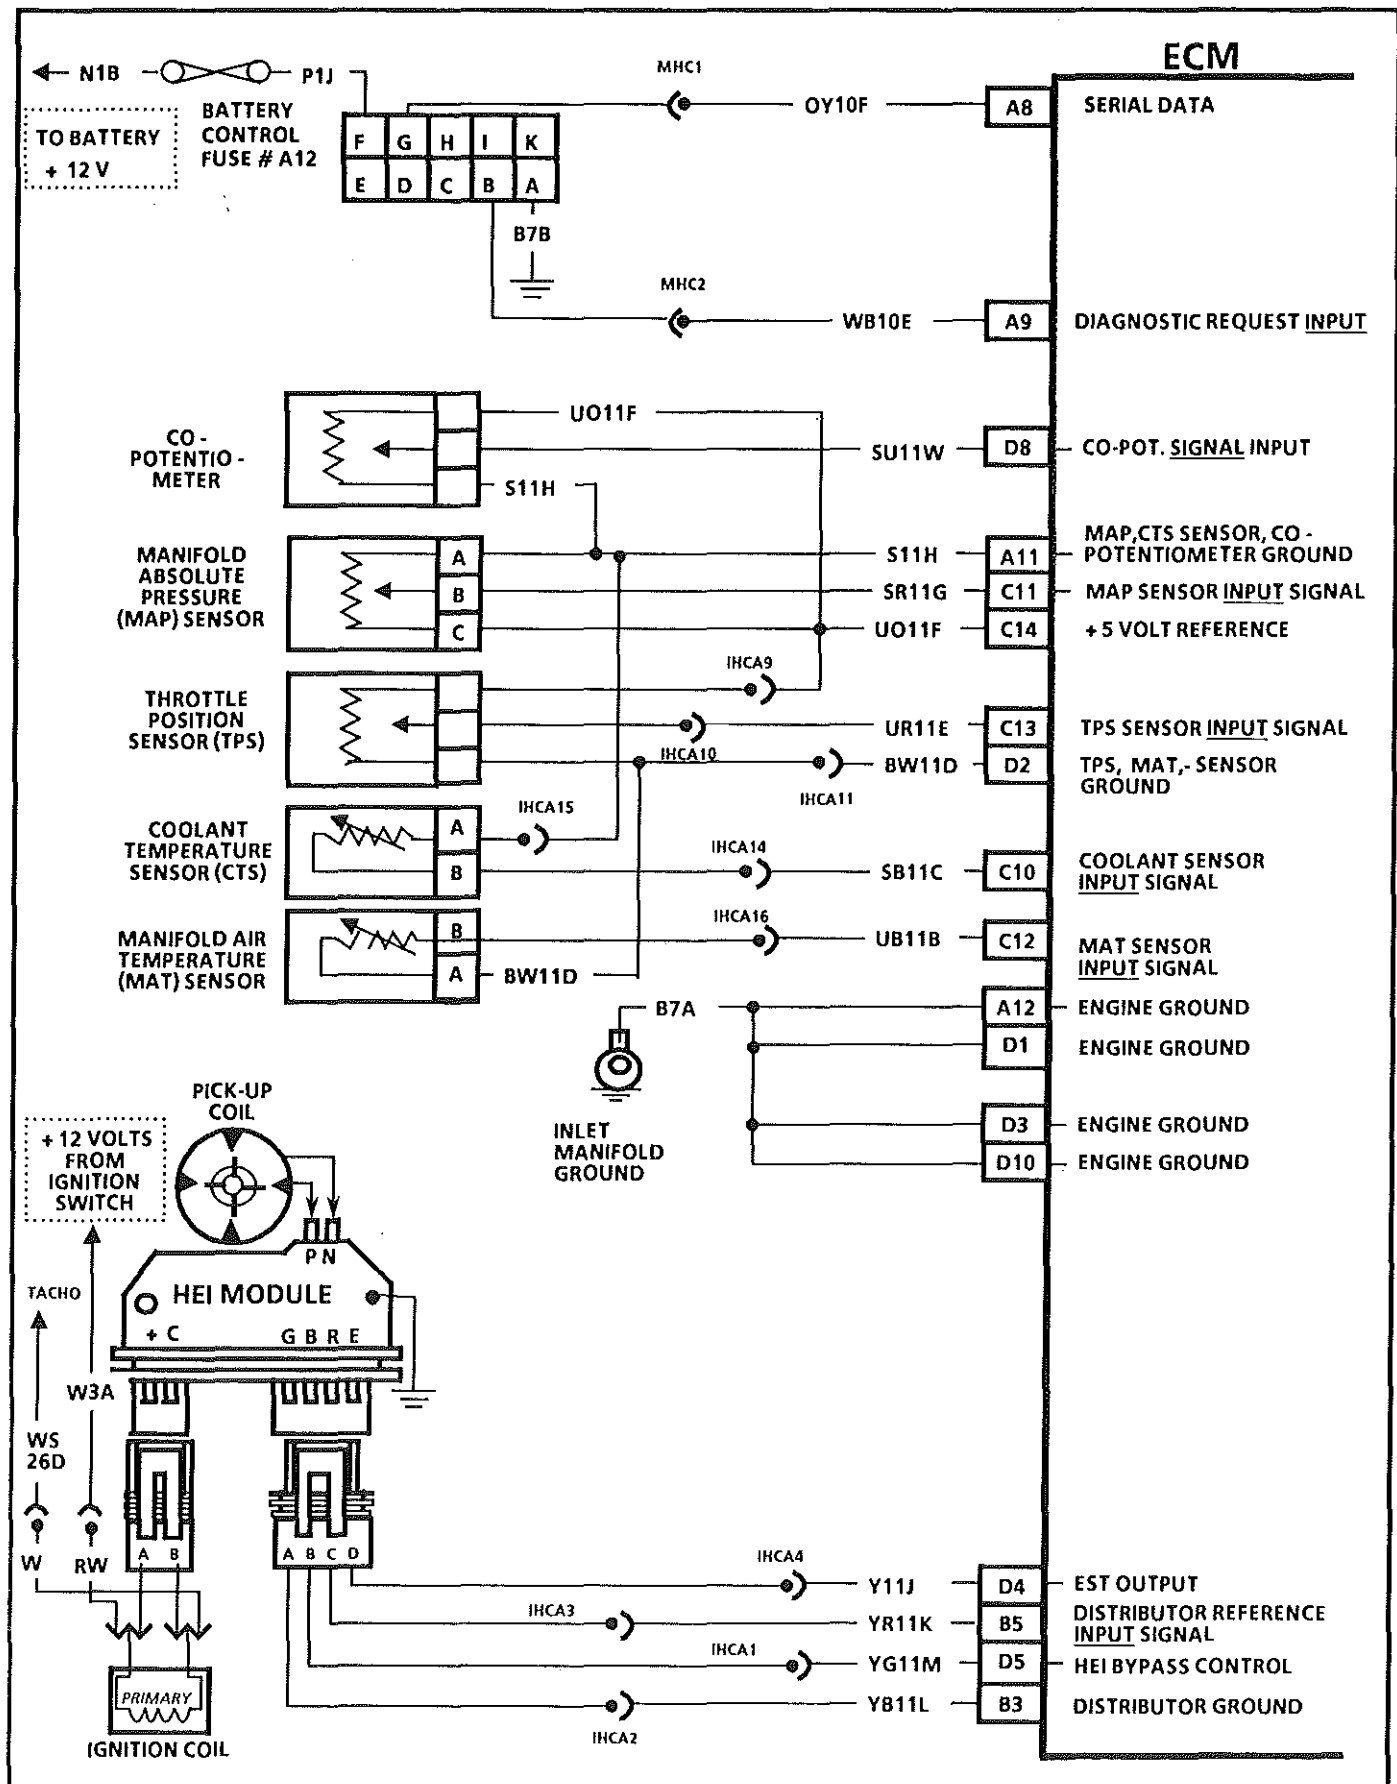 ECM
N1B
P1J
MHC1
OY10F
A8
SERIAL DATA
TO BATTERY
+ 12 V
BATTERY
CONTROL
FUSE # A12
F G H I K
E D C B A
B7B
MHC2
WB10E
A9
DIAGNOSTIC REQUEST INPUT
CO -
POTENTIO -
METER
UO11F
SU11W
D8
CO-POT. SIGNAL INPUT
S11H
MANIFOLD
ABSOLUTE
PRESSURE
(MAP) SENSOR
A
B
C
S11H
A11
MAP,CTS SENSOR, CO -
POTENTIOMETER GROUND
SR11G
C11
MAP SENSOR INPUT SIGNAL
UO11F
C14
+ 5 VOLT REFERENCE
THROTTLE
POSITION
SENSOR (TPS)
IHCA9
IHCA10
UR11E
C13
TPS SENSOR INPUT SIGNAL
IHCA11
BW11D
D2
TPS, MAT,- SENSOR
GROUND
COOLANT
TEMPERATURE
SENSOR (CTS)
A
B
IHCA15
IHCA14
SB11C
C10
COOLANT SENSOR
INPUT SIGNAL
MANIFOLD AIR
TEMPERATURE
(MAT) SENSOR
B
A
BW11D
IHCA16
UB11B
C12
MAT SENSOR
INPUT SIGNAL
B7A
A12
ENGINE GROUND
D1
ENGINE GROUND
D3
ENGINE GROUND
D10
ENGINE GROUND
INLET
MANIFOLD
GROUND
PICK-UP
COIL
+ 12 VOLTS
FROM
IGNITION
SWITCH
P N
HEI MODULE
+ C
G B R E
TACHO
W3A
WS
26D
W
RW
A B
A B C D
IHCA4
Y11J
D4
EST OUTPUT
IHCA3
YR11K
B5
DISTRIBUTOR REFERENCE
INPUT SIGNAL
IHCA1
YG11M
D5
HEI BYPASS CONTROL
IHCA2
YB11L
B3
DISTRIBUTOR GROUND
PRIMARY
IGNITION COIL